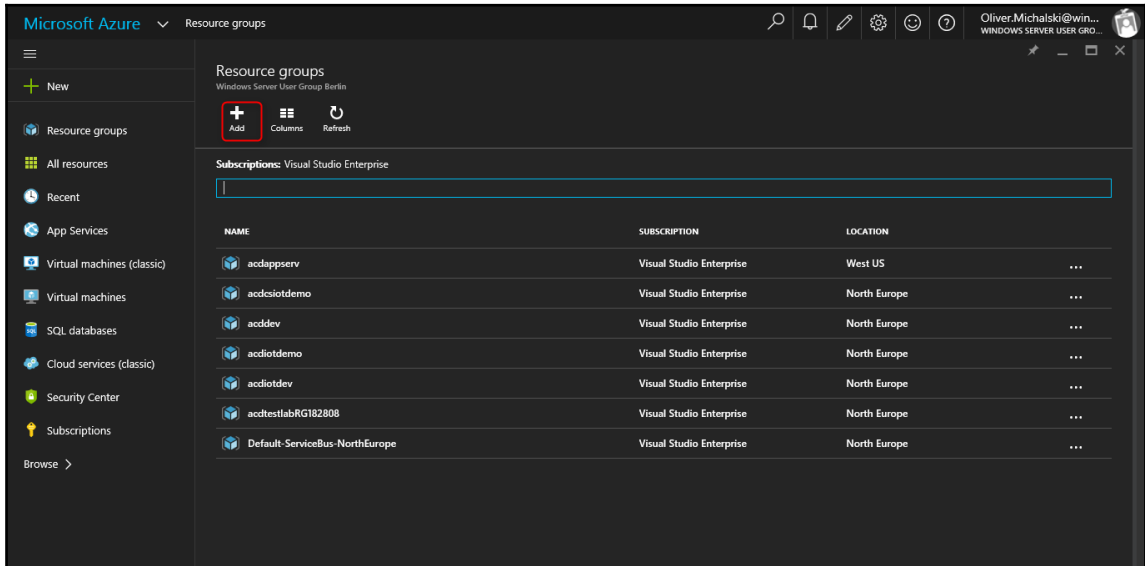 Microsoft Azure Resource groups
Oliver.Michalski@win...
WINDOWS SERVER USER GRO...
New
Resource groups
All resources
Recent
App Services
Virtual machines (classic)
Virtual machines
SQL databases
Cloud services (classic)
Security Center
Subscriptions
Browse >
Resource groups
Windows Server User Group Berlin
Add Columns Refresh
Subscriptions: Visual Studio Enterprise
NAME SUBSCRIPTION LOCATION
acdappserv Visual Studio Enterprise West US ...
acdcsiotdemo Visual Studio Enterprise North Europe ...
acddev Visual Studio Enterprise North Europe ...
acdiotdemo Visual Studio Enterprise North Europe ...
acdiotdev Visual Studio Enterprise North Europe ...
acdtestlabRG182808 Visual Studio Enterprise North Europe ...
Default-ServiceBus-NorthEurope Visual Studio Enterprise North Europe ...